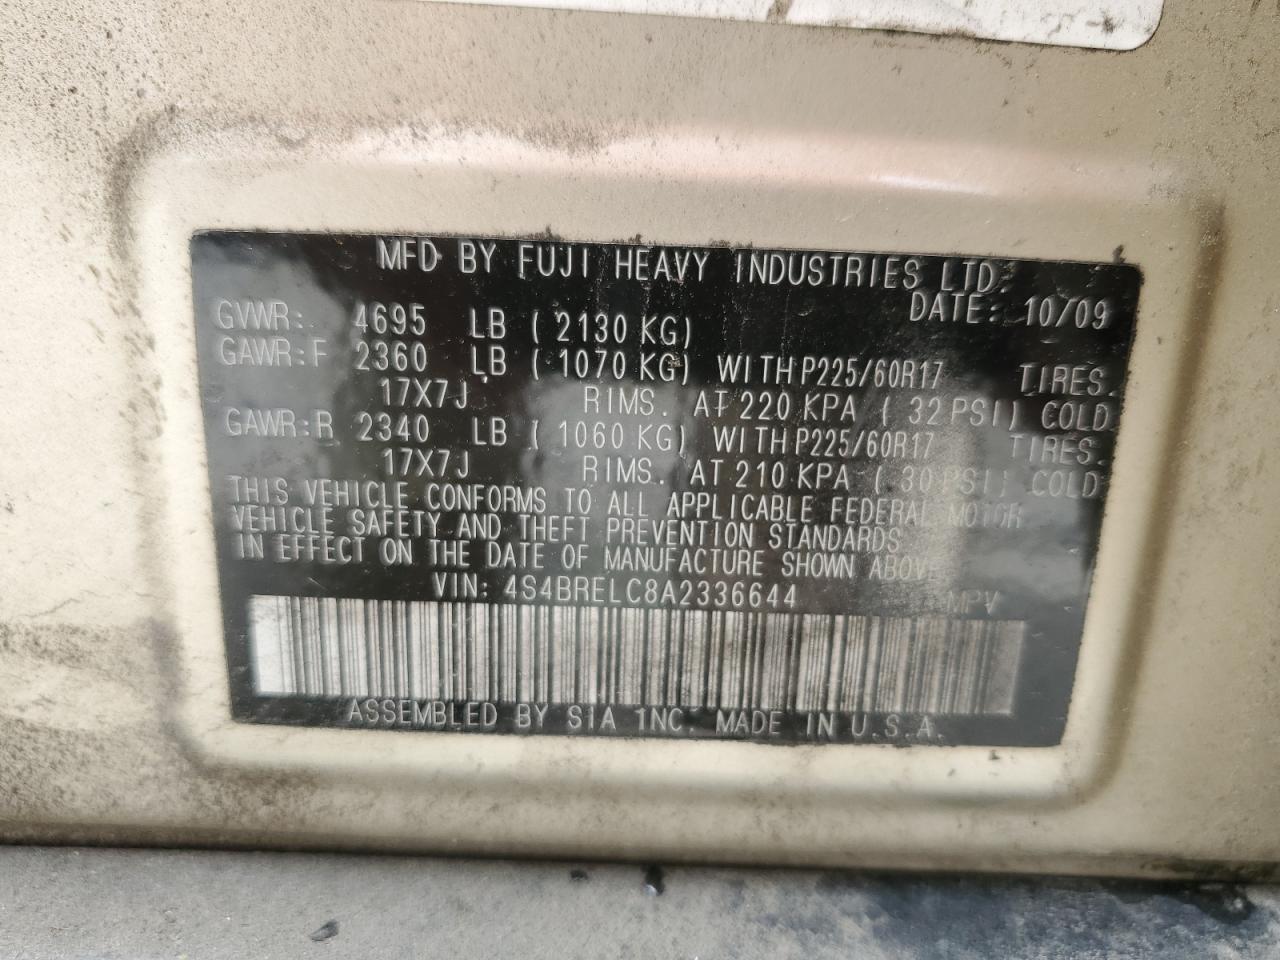 MFD BY FUJI HEAVY INDUSTRIES LTD.
DATE: 10/09
GVWR: 4695 LB ( 2130 KG)
GAWR:F 2360 LB ( 1070 KG) WITH P225/60R17 TIRES.
17X7J RIMS. AT 220 KPA ( 32 PSI) COLD
GAWR:R 2340 LB ( 1060 KG) WITH P225/60R17 TIRES.
17X7J RIMS. AT 210 KPA ( 30 PSI) COLD
THIS VEHICLE CONFORMS TO ALL APPLICABLE FEDERAL MOTOR
VEHICLE SAFETY AND THEFT PREVENTION STANDARDS
IN EFFECT ON THE DATE OF MANUFACTURE SHOWN ABOVE
VIN: 4S4BRELC8A2336644 MPV
ASSEMBLED BY SIA INC. MADE IN U.S.A.